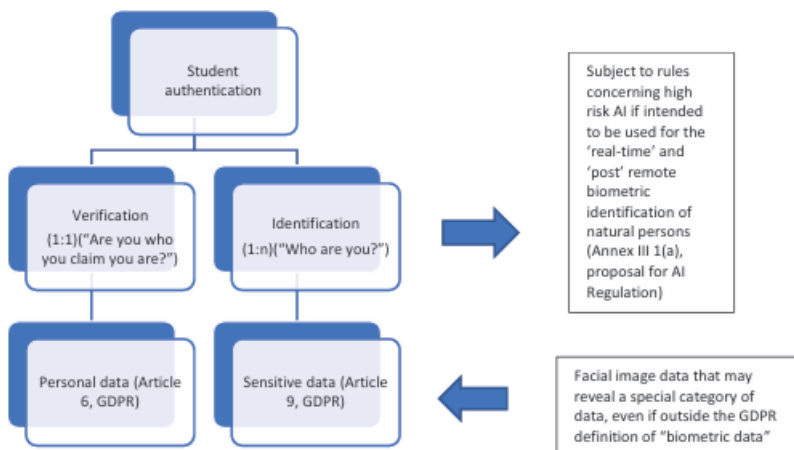 Student
authentication
Subject to rules
concerning high
risk AI if intended
to be used for the
‘real-time’ and
‘post’ remote
biometric
identification of
natural persons
(Annex III 1(a),
proposal for AI
Regulation)
Verification
(1:1)(“Are you who
you claim you are?”)
Identification
(1:n)(“Who are you?”)
Personal data (Article
6, GDPR)
Sensitive data (Article
9, GDPR)
Facial image data that may
reveal a special category of
data, even if outside the GDPR
definition of “biometric data”